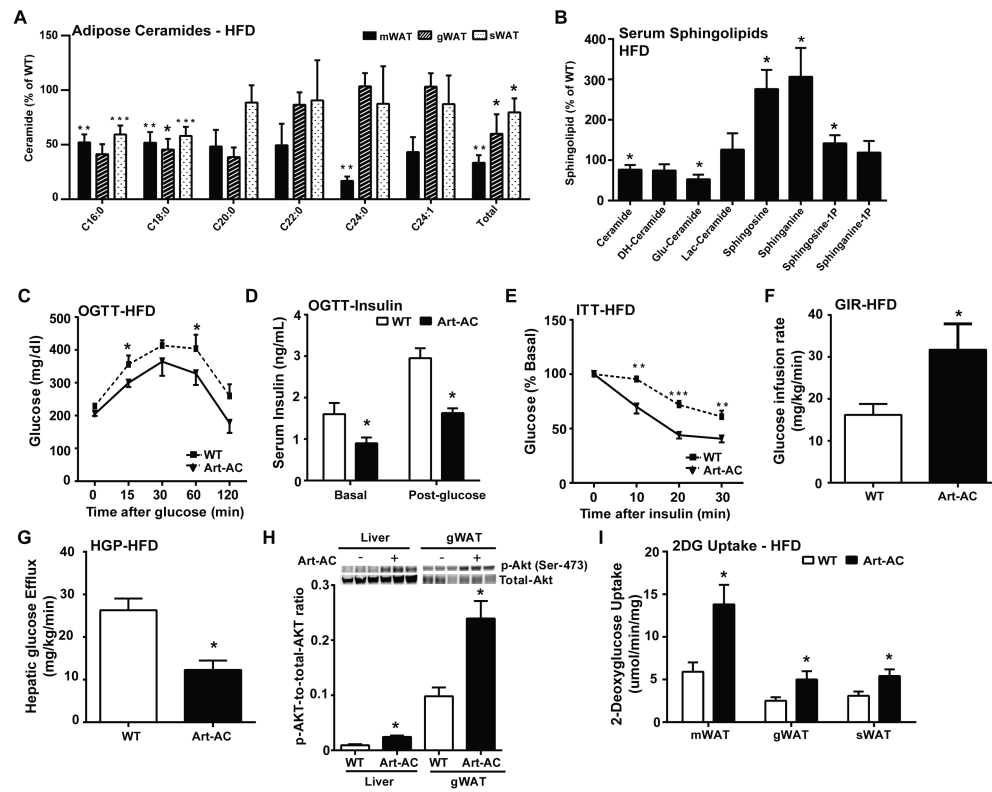 A
Adipose Ceramides - HFD
mWAT gWAT sWAT
Ceramide (% of WT)
150
100
50
0
** *** ** * *** ** ** * *
C16:0 C18:0 C20:0 C22:0 C24:0 C24:1 Total
B
Serum Sphingolipids
HFD
Sphingolipid (% of WT)
400
300
200
100
0
* * * * *
Ceramide DH-Ceramide Glu-Ceramide Lac-Ceramide Sphingosine Sphinganine Sphingosine-1P Sphinganine-1P
C
OGTT-HFD
Glucose (mg/dl)
500
400
300
200
100
0
* *
WT
Art-AC
0 15 30 60 120
Time after glucose (min)
D
OGTT-Insulin
WT Art-AC
Serum Insulin (ng/mL)
4
3
2
1
0
* *
Basal Post-glucose
E
ITT-HFD
Glucose (% Basal)
150
100
50
0
** *** **
WT
Art-AC
0 10 20 30
Time after insulin (min)
F
GIR-HFD
Glucose infusion rate
(mg/kg/min)
40
30
20
10
0
*
WT Art-AC
G
HGP-HFD
Hepatic glucose Efflux
(mg/kg/min)
40
30
20
10
0
*
WT Art-AC
H
Liver gWAT
Art-AC - + - +
p-Akt (Ser-473)
Total-Akt
p-AKT-to-total-AKT ratio
0.3
0.2
0.1
0.0
* *
WT Art-AC WT Art-AC
Liver gWAT
I
2DG Uptake - HFD
WT Art-AC
2-Deoxyglucose Uptake
(umol/min/mg)
20
15
10
5
0
* * *
mWAT gWAT sWAT